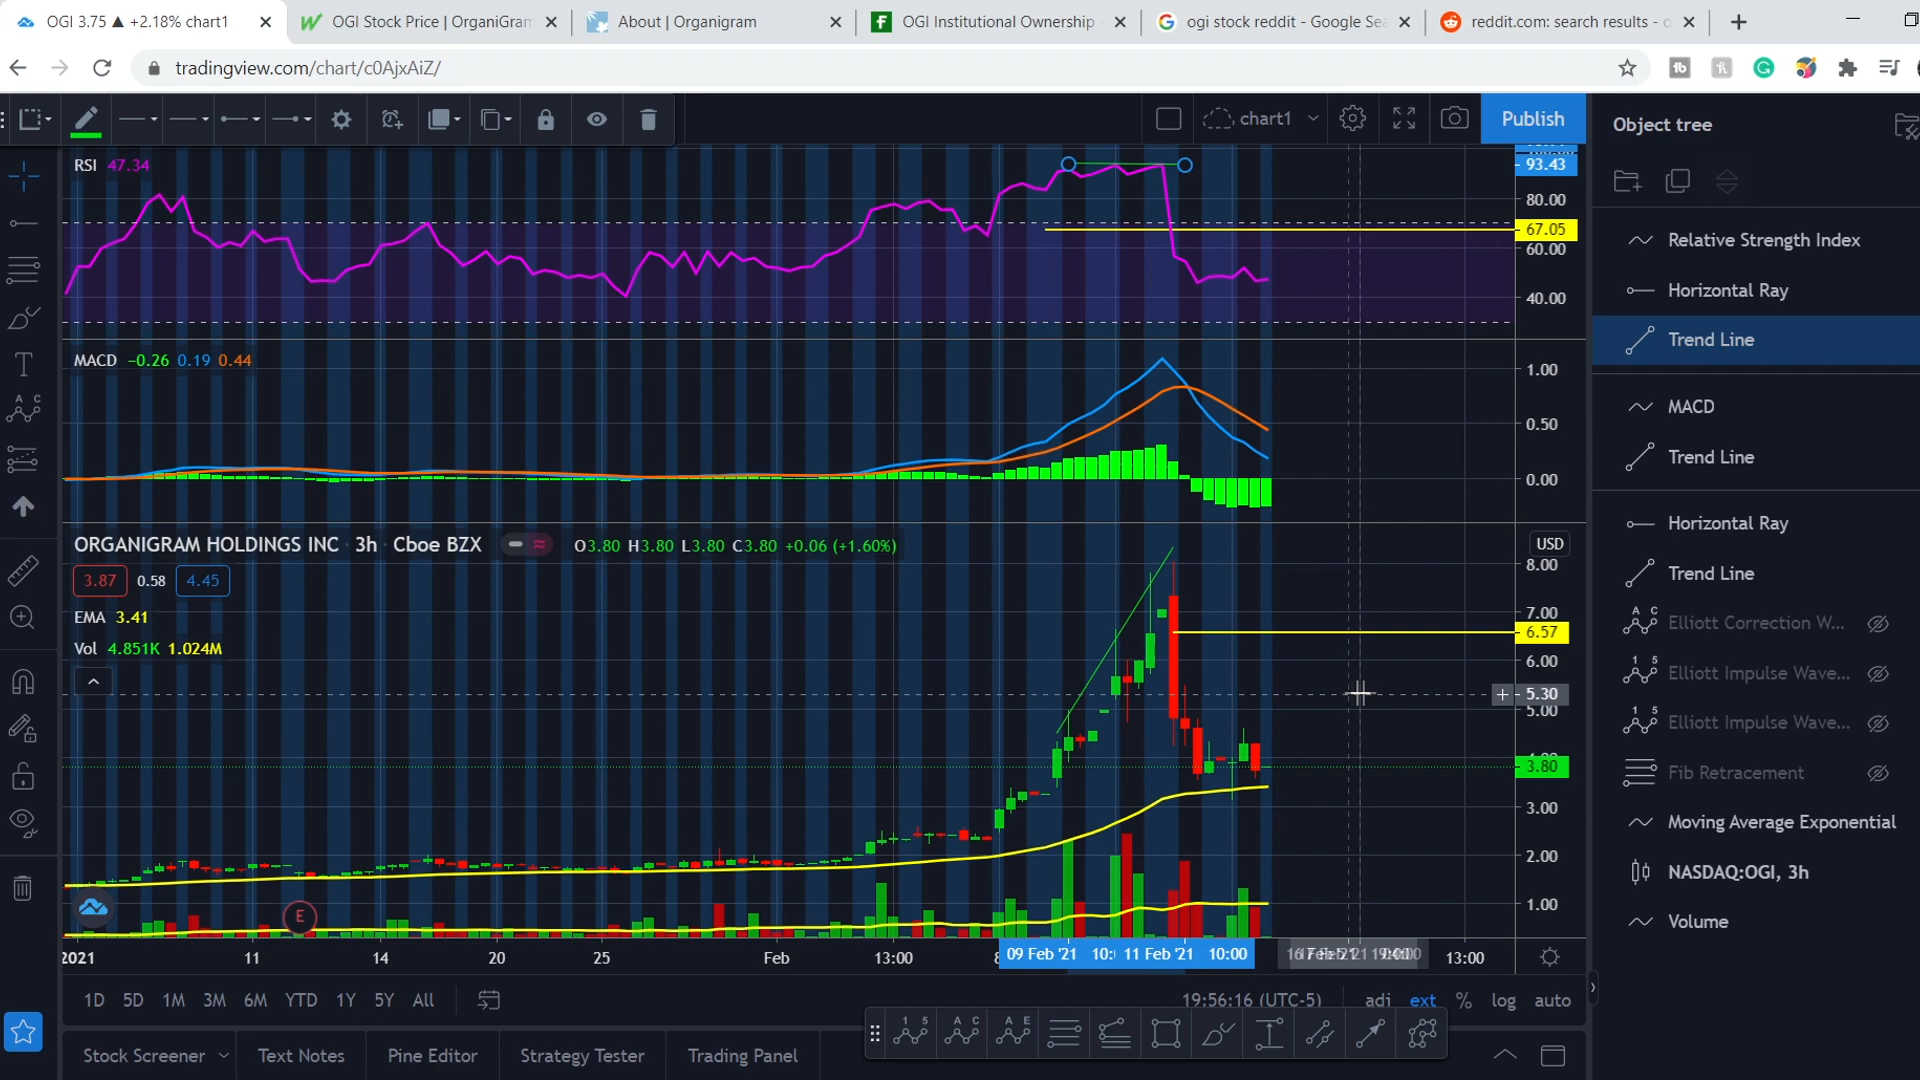 OGI 3.75 ▲ +2.18% chart1
OGI Stock Price | OrganiGram
About | Organigram
OGI Institutional Ownership
ogi stock reddit - Google Sea
reddit.com: search results - o
tradingview.com/chart/c0AjxAiZ/
chart1
Publish
Object tree
RSI 47.34
93.43
80.00
67.05
60.00
40.00
Relative Strength Index
Horizontal Ray
Trend Line
MACD −0.26 0.19 0.44
1.00
0.50
0.00
MACD
Trend Line
ORGANIGRAM HOLDINGS INC · 3h · Cboe BZX
O3.80 H3.80 L3.80 C3.80 +0.06 (+1.60%)
USD
3.87 0.58 4.45
EMA 3.41
Vol 4.851K 1.024M
8.00
7.00
6.57
6.00
5.30
5.00
3.80
3.00
2.00
1.00
Horizontal Ray
Trend Line
Elliott Correction W...
Elliott Impulse Wave...
Elliott Impulse Wave...
Fib Retracement
Moving Average Exponential
NASDAQ:OGI, 3h
Volume
E
2021 11 14 20 25 Feb 13:00 09 Feb '21 11 Feb '21 10:00 13:00
1D 5D 1M 3M 6M YTD 1Y 5Y All
19:56:16 (UTC-5) adj ext % log auto
Stock Screener Text Notes Pine Editor Strategy Tester Trading Panel